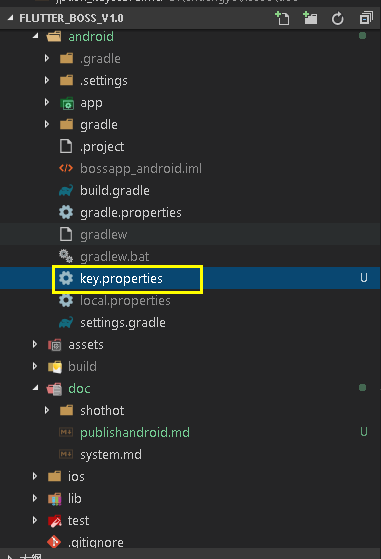 FLUTTER_BOSS_V1.0
android
.gradle
.settings
app
gradle
.project
bossapp_android.iml
build.gradle
gradle.properties
gradlew
gradlew.bat
key.properties U
local.properties
settings.gradle
assets
build
doc
shothot
publishandroid.md U
system.md
ios
lib
test
.gitignore